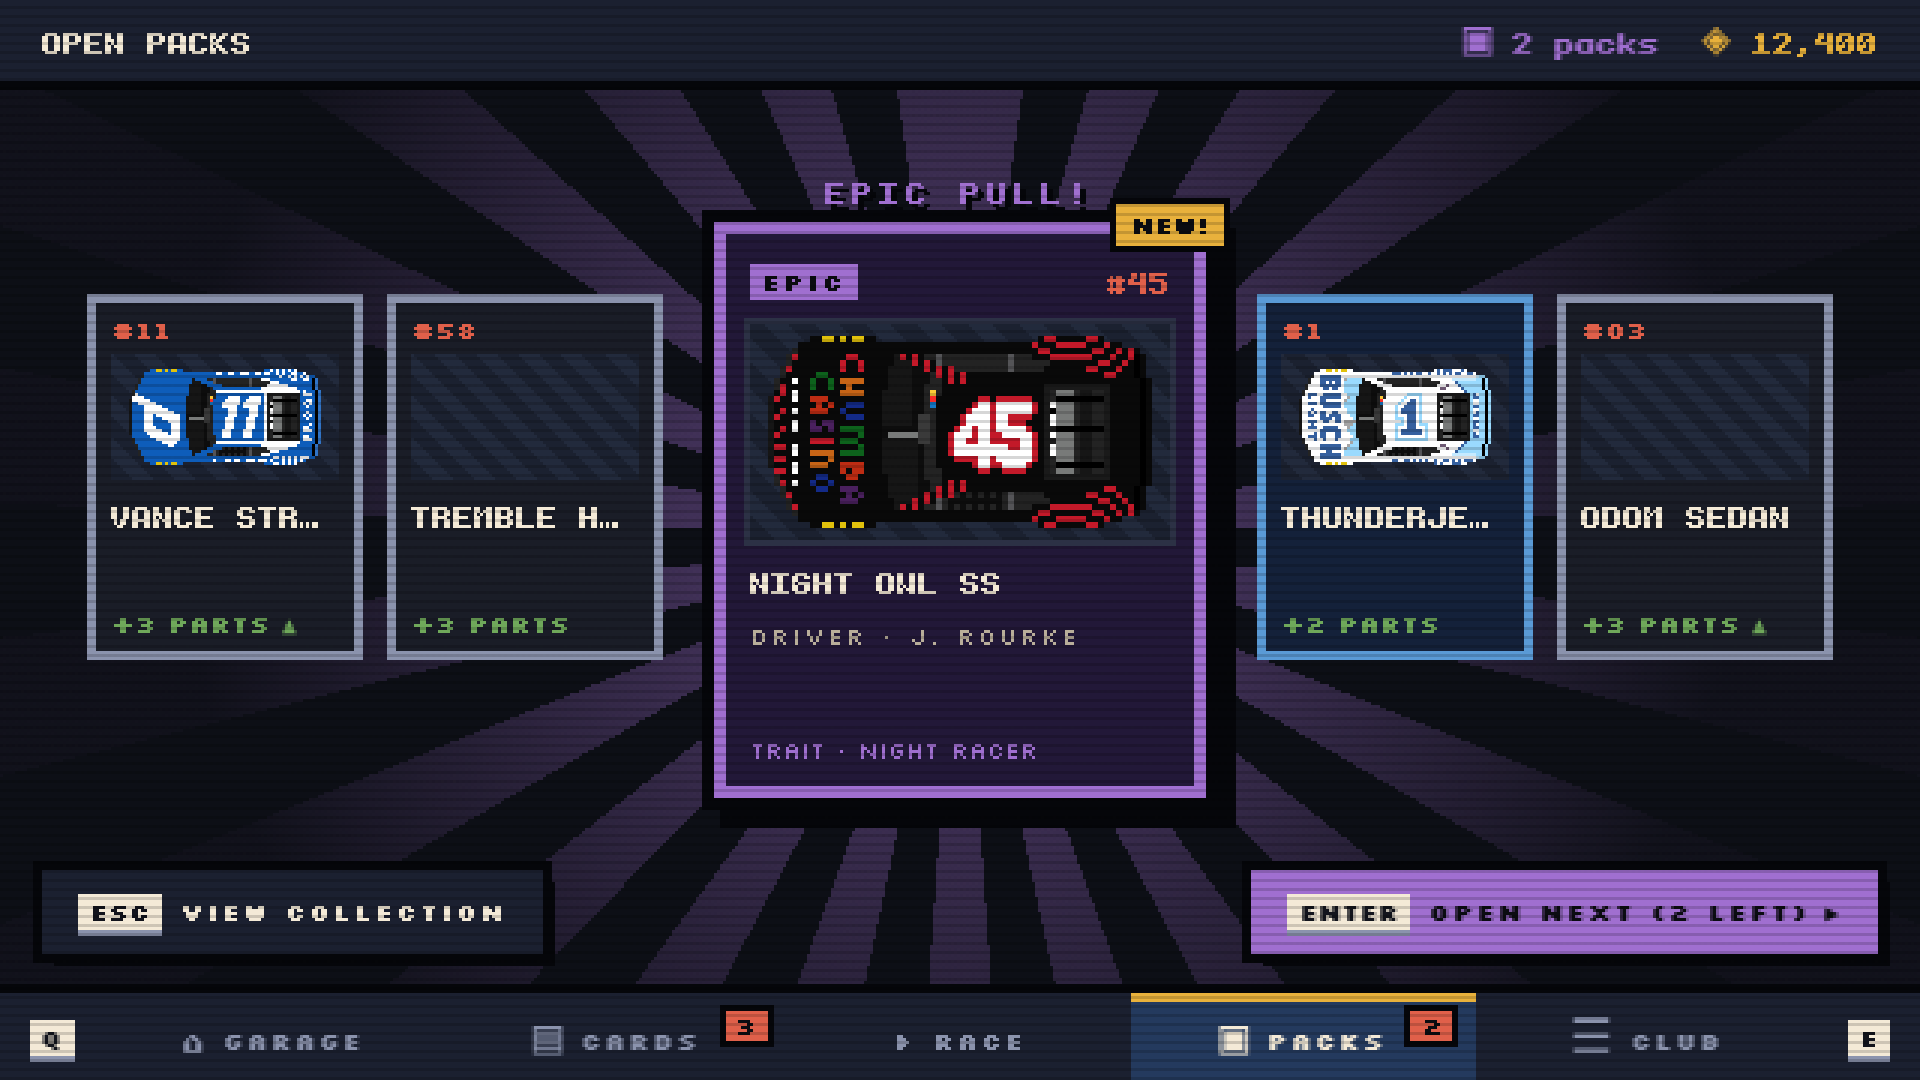 OPEN PACKS
2 packs
12,400
EPIC PULL!
NEW!
EPIC
#45
CHUMBA
CASINO
45
NIGHT OWL SS
DRIVER · J. ROURKE
TRAIT · NIGHT RACER
#11
11
VANCE STR…
+3 PARTS ▲
#58
TREMBLE H…
+3 PARTS
#1
BUSCH
LIGHT
1
THUNDERJE…
+2 PARTS
#03
ODOM SEDAN
+3 PARTS ▲
ESC VIEW COLLECTION
ENTER OPEN NEXT (2 LEFT) ▶
Q
GARAGE
CARDS 3
RACE
PACKS 2
CLUB
E